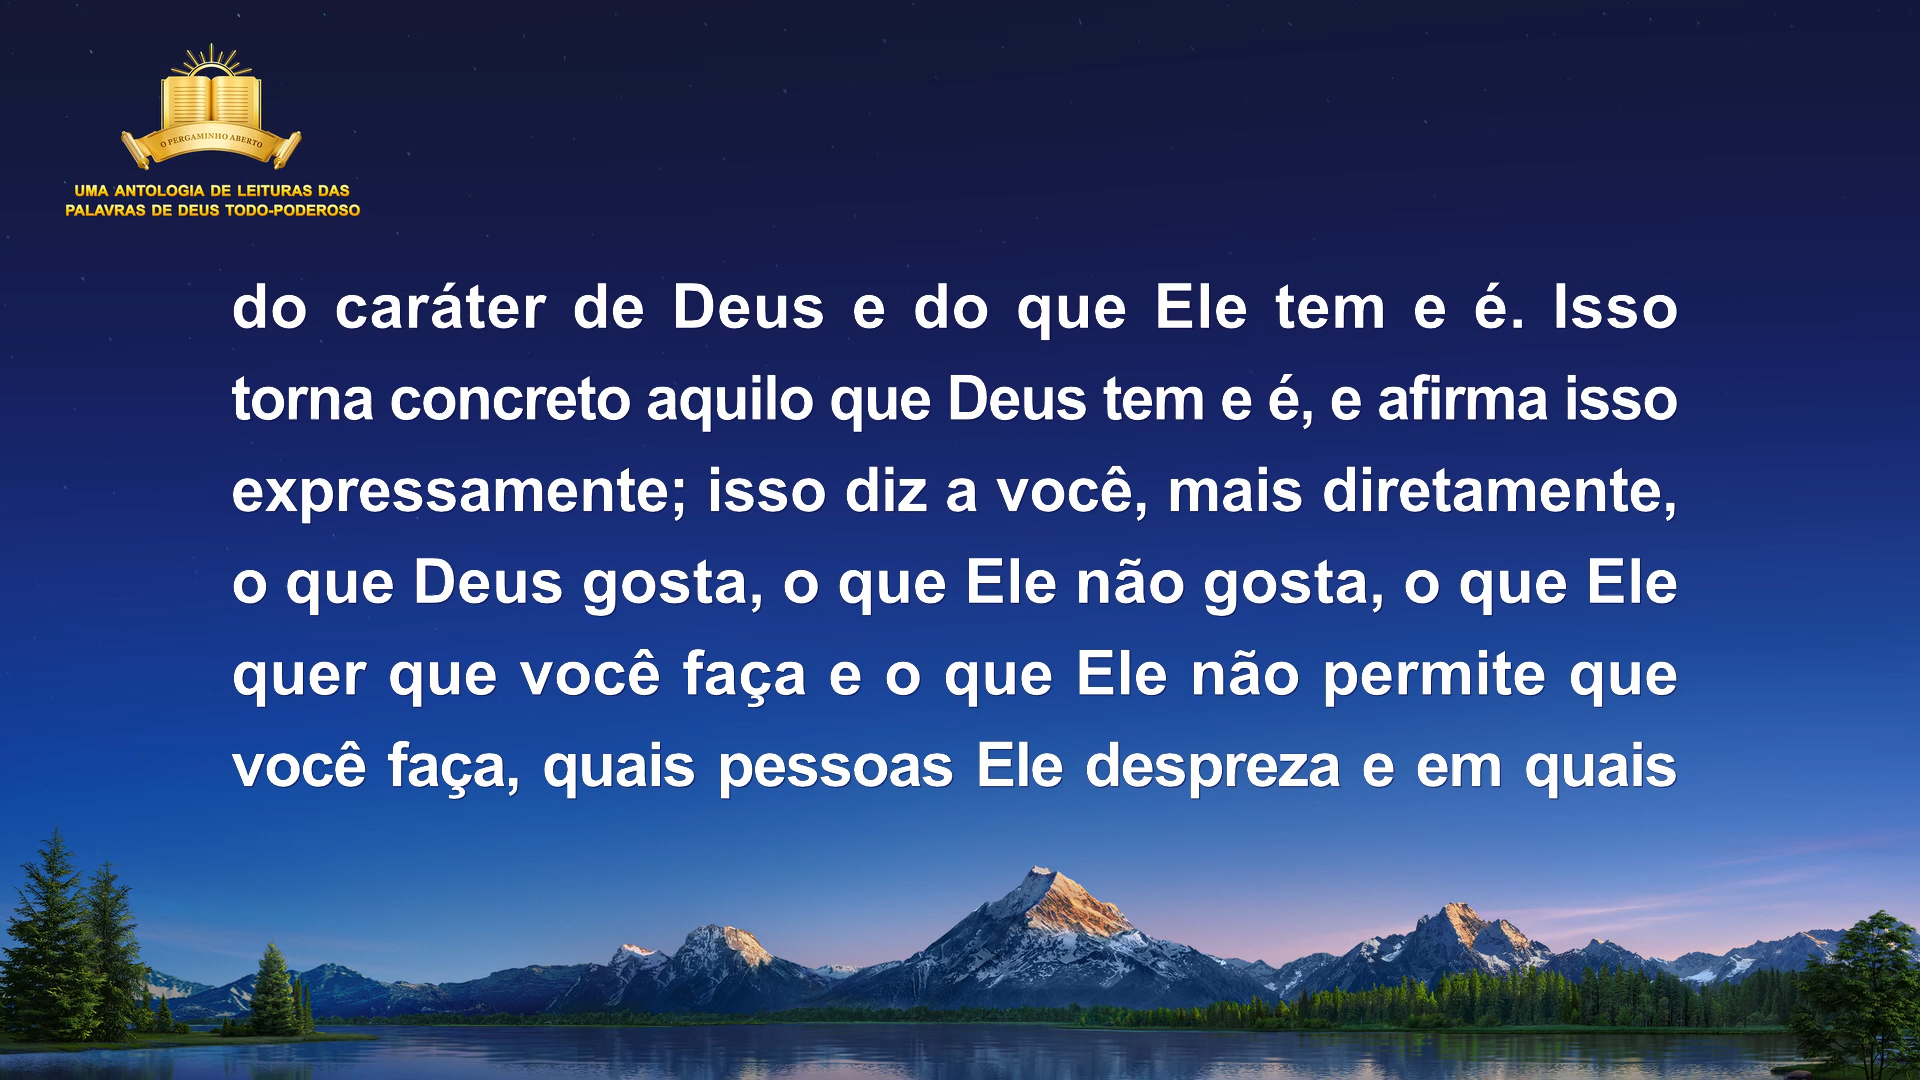 O PERGAMINHO ABERTO
UMA ANTOLOGIA DE LEITURAS DAS
PALAVRAS DE DEUS TODO-PODEROSO
do caráter de Deus e do que Ele tem e é. Isso
torna concreto aquilo que Deus tem e é, e afirma isso
expressamente; isso diz a você, mais diretamente,
o que Deus gosta, o que Ele não gosta, o que Ele
quer que você faça e o que Ele não permite que
você faça, quais pessoas Ele despreza e em quais